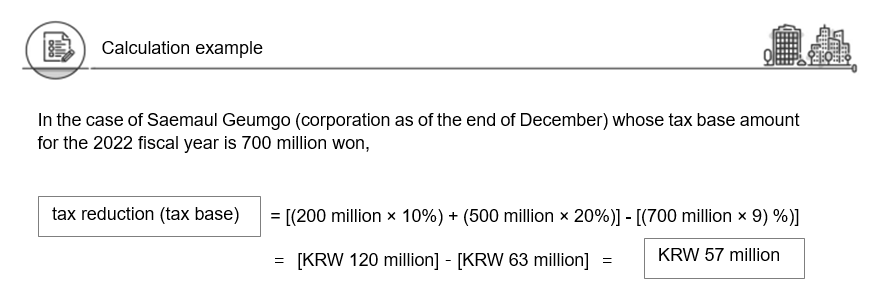 Calculation example
In the case of Saemaul Geumgo (corporation as of the end of December) whose tax base amount
for the 2022 fiscal year is 700 million won,
tax reduction (tax base) = [(200 million × 10%) + (500 million × 20%)] - [(700 million × 9) %)]
= [KRW 120 million] - [KRW 63 million] = KRW 57 million